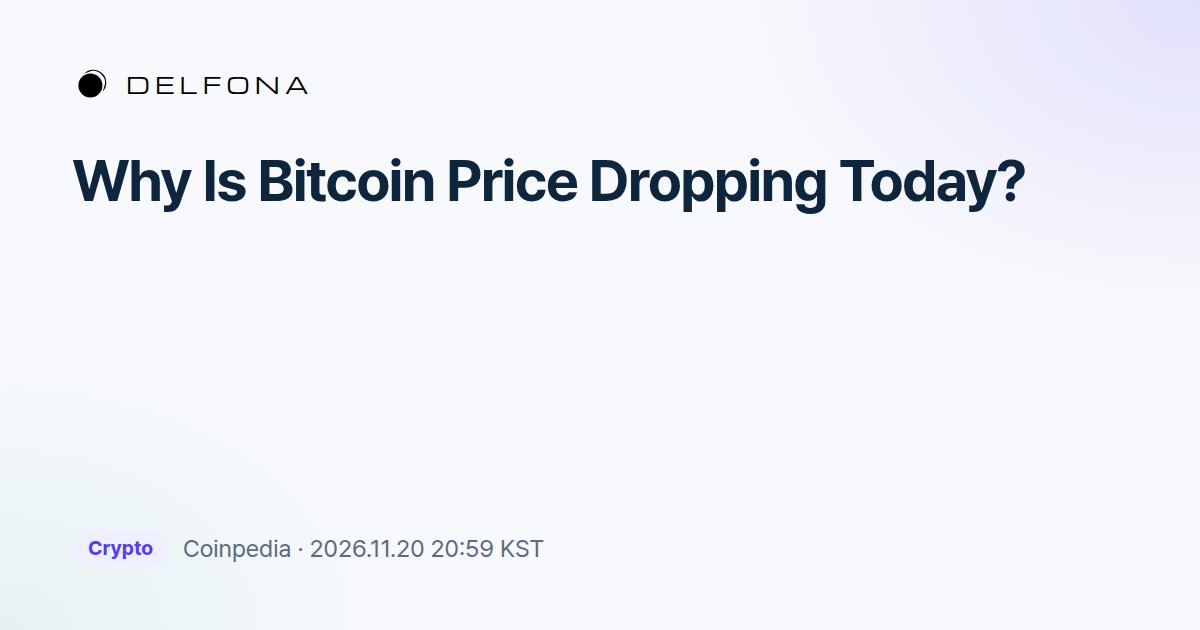 DELFONA
Why Is Bitcoin Price Dropping Today?
Crypto Coinpedia · 2026.11.20 20:59 KST